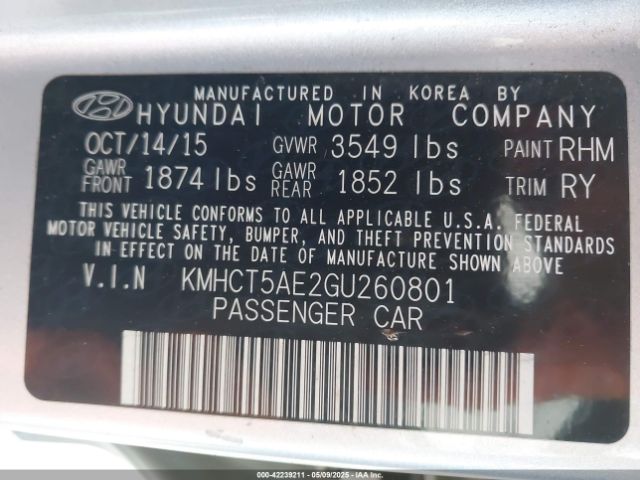 MANUFACTURED IN KOREA BY
HYUNDAI MOTOR COMPANY
OCT/14/15 GVWR 3549 lbs PAINT RHM
GAWR FRONT 1874 lbs GAWR REAR 1852 lbs TRIM RY
THIS VEHICLE CONFORMS TO ALL APPLICABLE U.S.A. FEDERAL
MOTOR VEHICLE SAFETY, BUMPER, AND THEFT PREVENTION STANDARDS
IN EFFECT ON THE DATE OF MANUFACTURE SHOWN ABOVE.
V.I.N KMHCT5AE2GU260801
PASSENGER CAR
000-42239211 - 05/09/2025 - IAA, Inc.